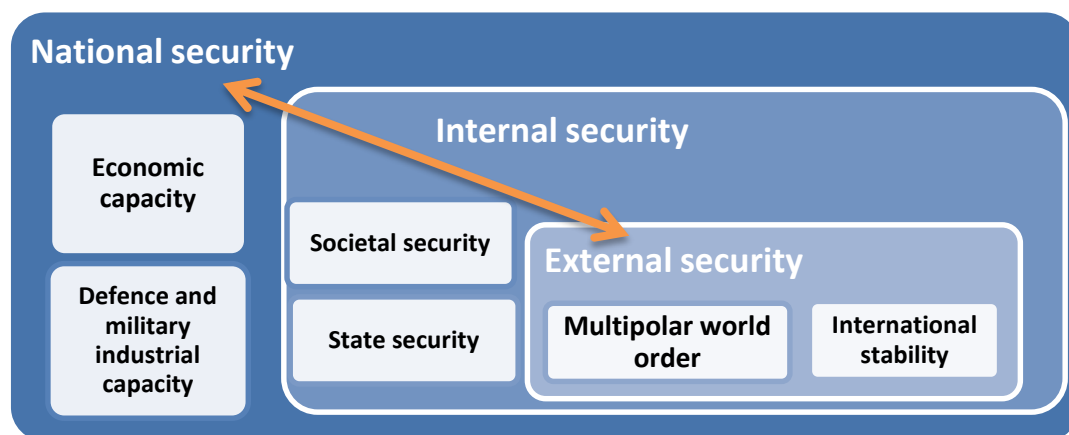 National security
Internal security
Economic
capacity
Societal security
External security
Defence and
military
industrial
capacity
State security
Multipolar world
order
International
stability